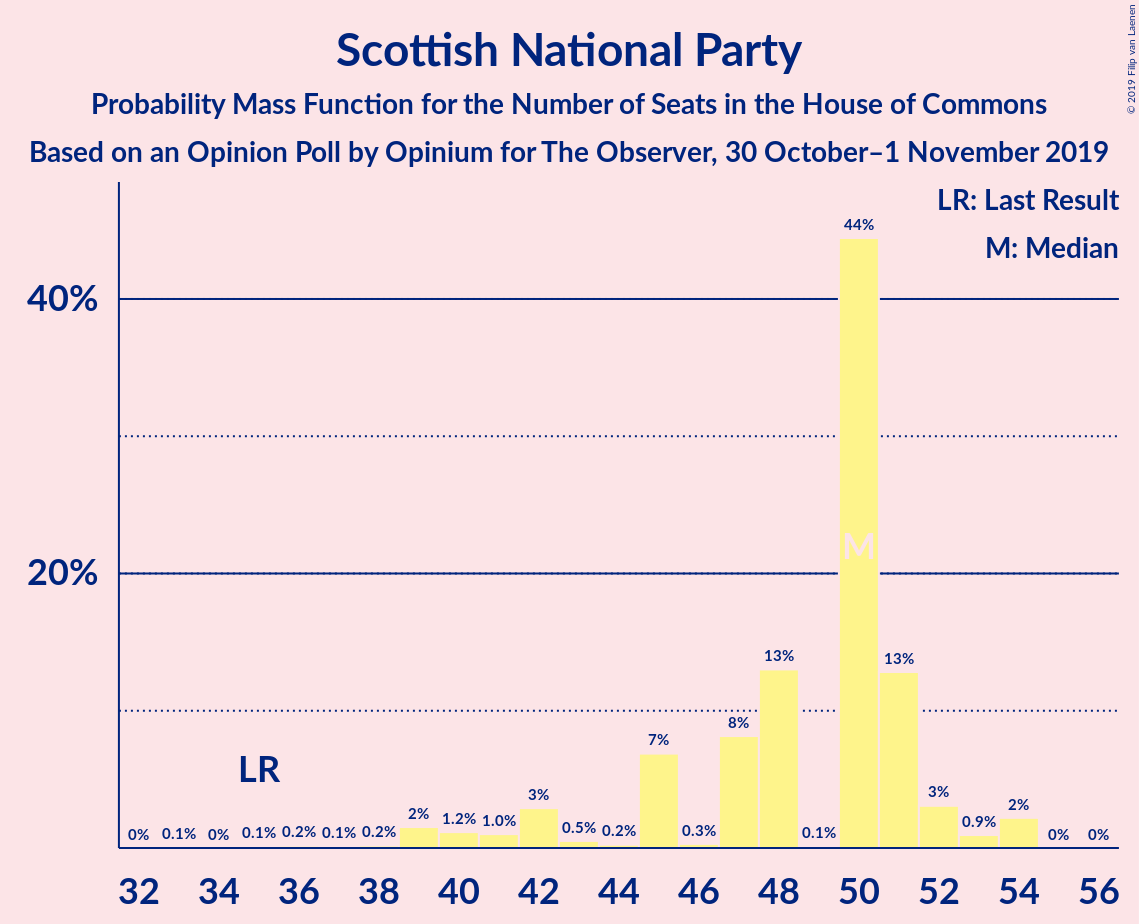 Scottish National Party
Probability Mass Function for the Number of Seats in the House of Commons
Based on an Opinion Poll by Opinium for The Observer, 30 October–1 November 2019
© 2019 Filip van Laenen
LR: Last Result
M: Median
40%
20%
44%
M
13%
13%
8%
7%
LR
3%
3%
2%
2%
0% 0.1% 0% 0.1% 0.2% 0.1% 0.2% 1.2% 1.0% 0.5% 0.2% 0.3% 0.1% 0.9% 0% 0%
32 34 36 38 40 42 44 46 48 50 52 54 56